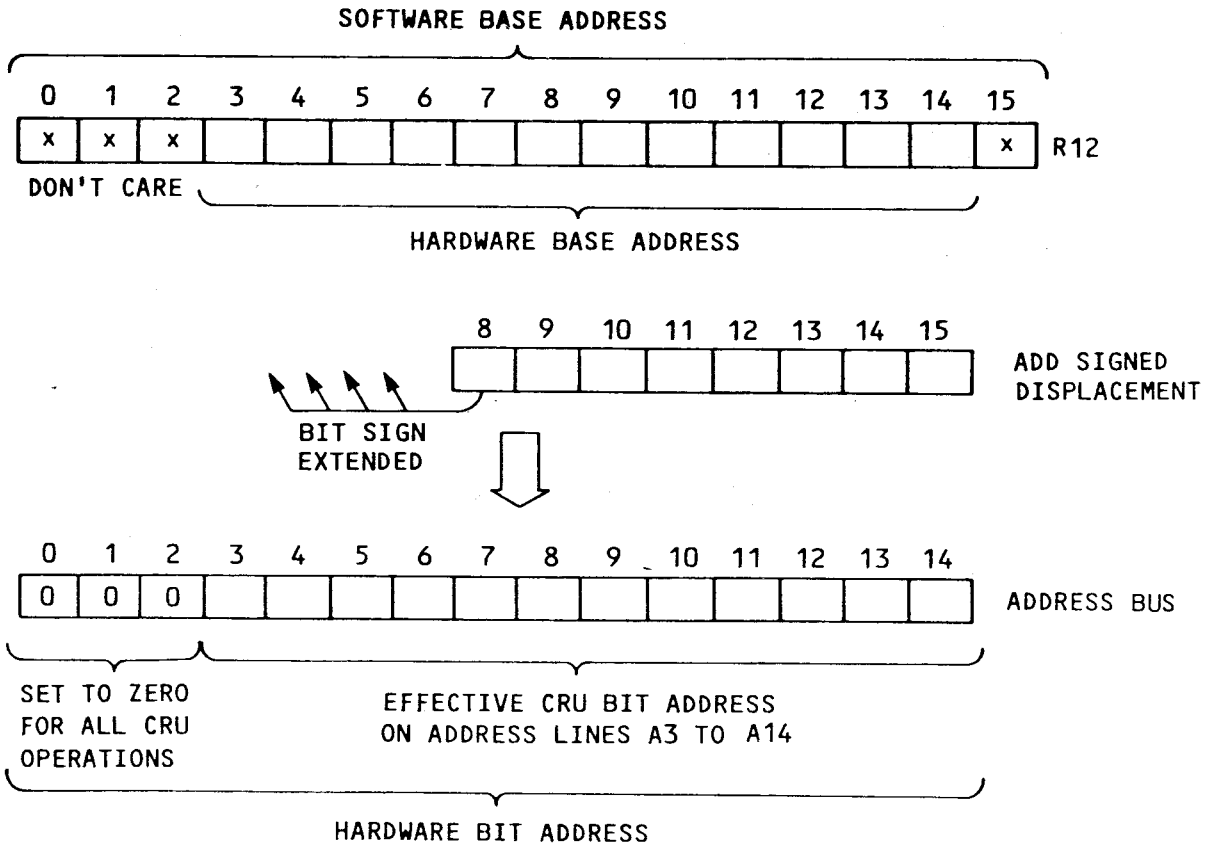 SOFTWARE BASE ADDRESS
0 1 2 3 4 5 6 7 8 9 10 11 12 13 14 15
x x x x R12
DON'T CARE
HARDWARE BASE ADDRESS
8 9 10 11 12 13 14 15
ADD SIGNED
DISPLACEMENT
BIT SIGN
EXTENDED
0 1 2 3 4 5 6 7 8 9 10 11 12 13 14
0 0 0 ADDRESS BUS
SET TO ZERO
FOR ALL CRU
OPERATIONS
EFFECTIVE CRU BIT ADDRESS
ON ADDRESS LINES A3 TO A14
HARDWARE BIT ADDRESS